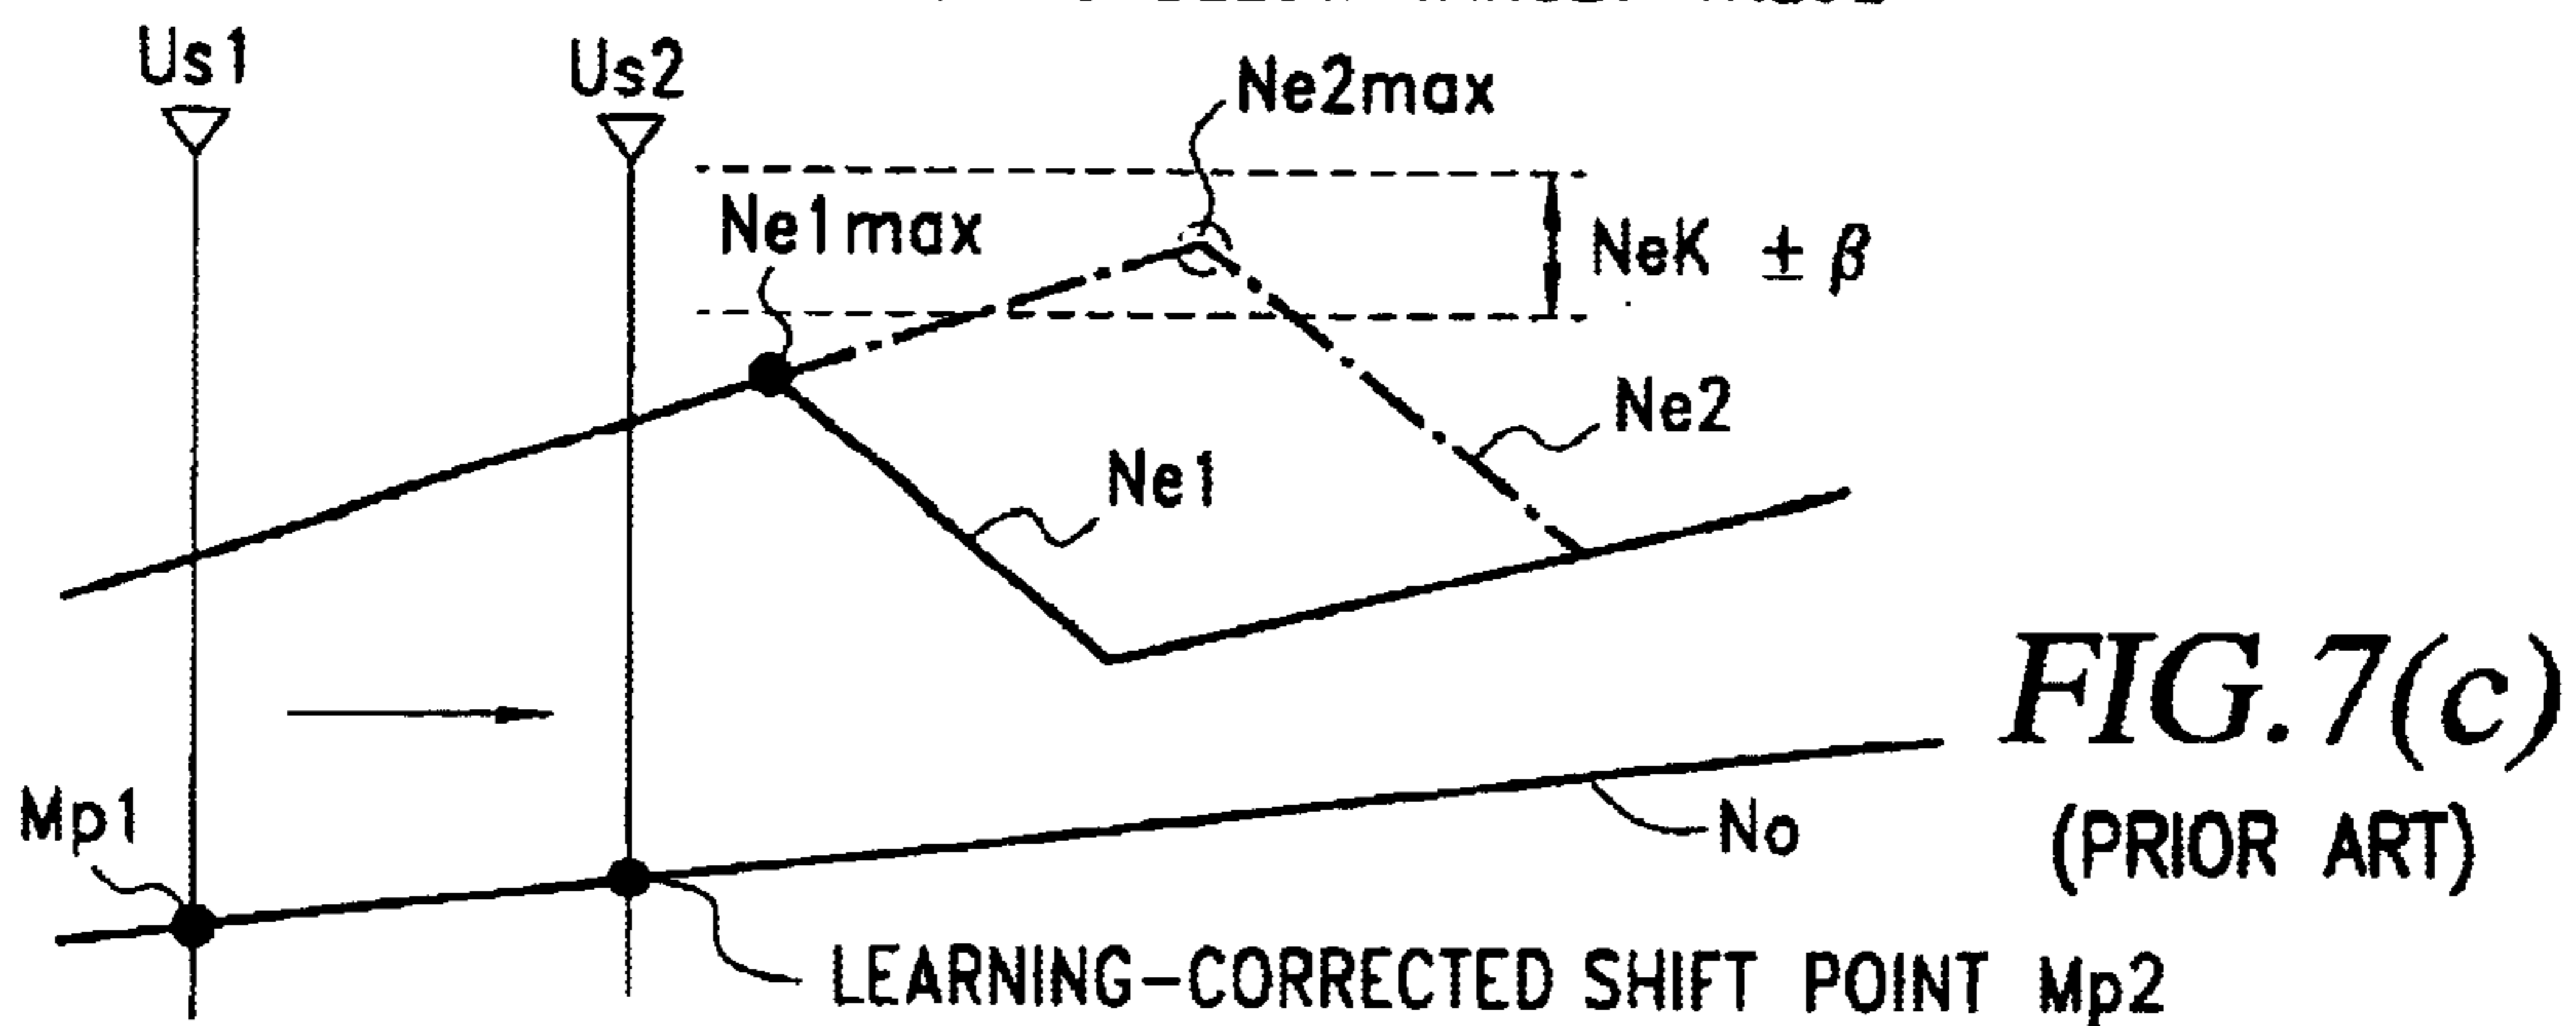 Us1
Us2
Ne2max
Ne1max
NeK ± β
Ne2
Ne1
FIG.7(c)
(PRIOR ART)
Mp1
No
LEARNING-CORRECTED SHIFT POINT Mp2